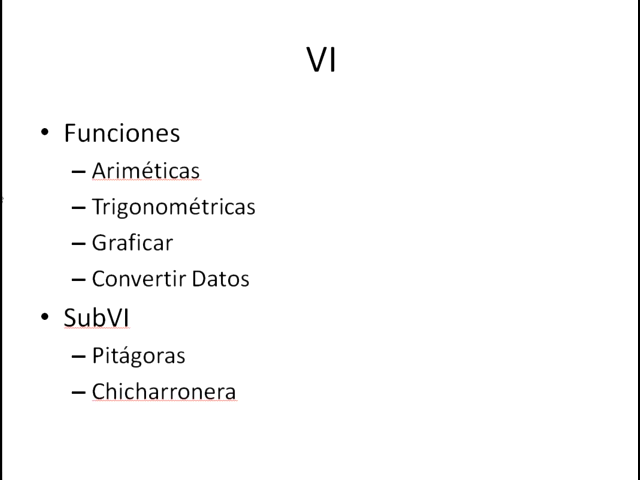 VI
• Funciones
– Ariméticas
– Trigonométricas
– Graficar
– Convertir Datos
• SubVI
– Pitágoras
– Chicharronera